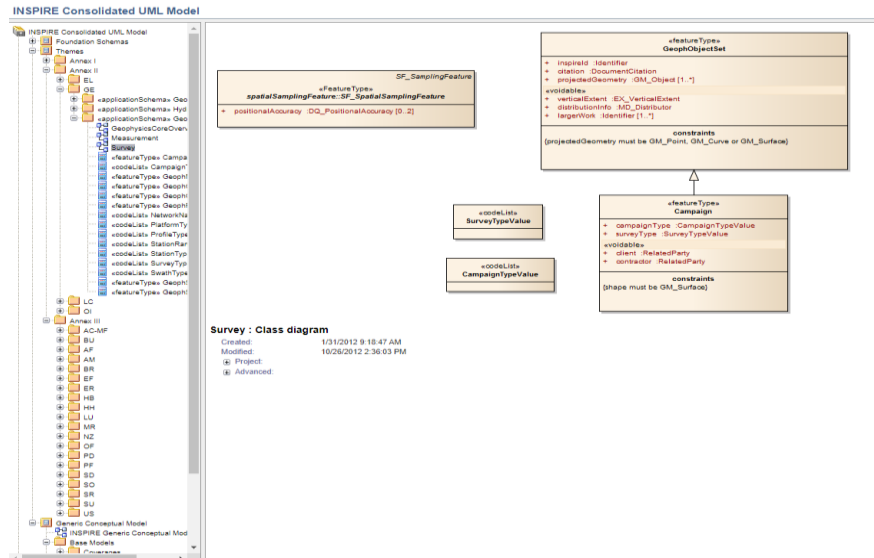 INSPIRE Consolidated UML Model
INSPIRE Consolidated UML Model
Foundation Schemas
Themes
Annex I
Annex II
EL
GE
«applicationSchema» Geo
«applicationSchema» Hyd
«applicationSchema» Geo
GeophysicsCoreOverv
Measurement
Survey
«featureType» Campa
«codeList» Campaign
«featureType» Geoph
«featureType» Geoph
«featureType» Geoph
«featureType» Geoph
«codeList» NetworkNa
«codeList» PlatformTy
«codeList» ProfileType
«codeList» StationRan
«codeList» StationTyp
«codeList» SurveyTyp
«codeList» SwathType
«featureType» Geoph
«featureType» Geoph
LC
OI
Annex III
AC-MF
BU
AF
AM
BR
EF
ER
HB
HH
LU
MR
NZ
OF
PD
PF
SD
SO
SR
SU
US
Generic Conceptual Model
INSPIRE Generic Conceptual Mod
Base Models
Coverages
SF_SamplingFeature
«FeatureType»
spatialSamplingFeature::SF_SpatialSamplingFeature
+ positionalAccuracy :DQ_PositionalAccuracy [0..2]
«featureType»
GeophObjectSet
+ inspireId :Identifier
+ citation :DocumentCitation
+ projectedGeometry :GM_Object [1..*]
«voidable»
+ verticalExtent :EX_VerticalExtent
+ distributionInfo :MD_Distributor
+ largerWork :Identifier [1..*]
constraints
{projectedGeometry must be GM_Point, GM_Curve or GM_Surface}
«codeList»
SurveyTypeValue
«codeList»
CampaignTypeValue
«featureType»
Campaign
+ campaignType :CampaignTypeValue
+ surveyType :SurveyTypeValue
«voidable»
+ client :RelatedParty
+ contractor :RelatedParty
constraints
{shape must be GM_Surface}
Survey : Class diagram
Created: 1/31/2012 9:18:47 AM
Modified: 10/26/2012 2:36:03 PM
Project:
Advanced: